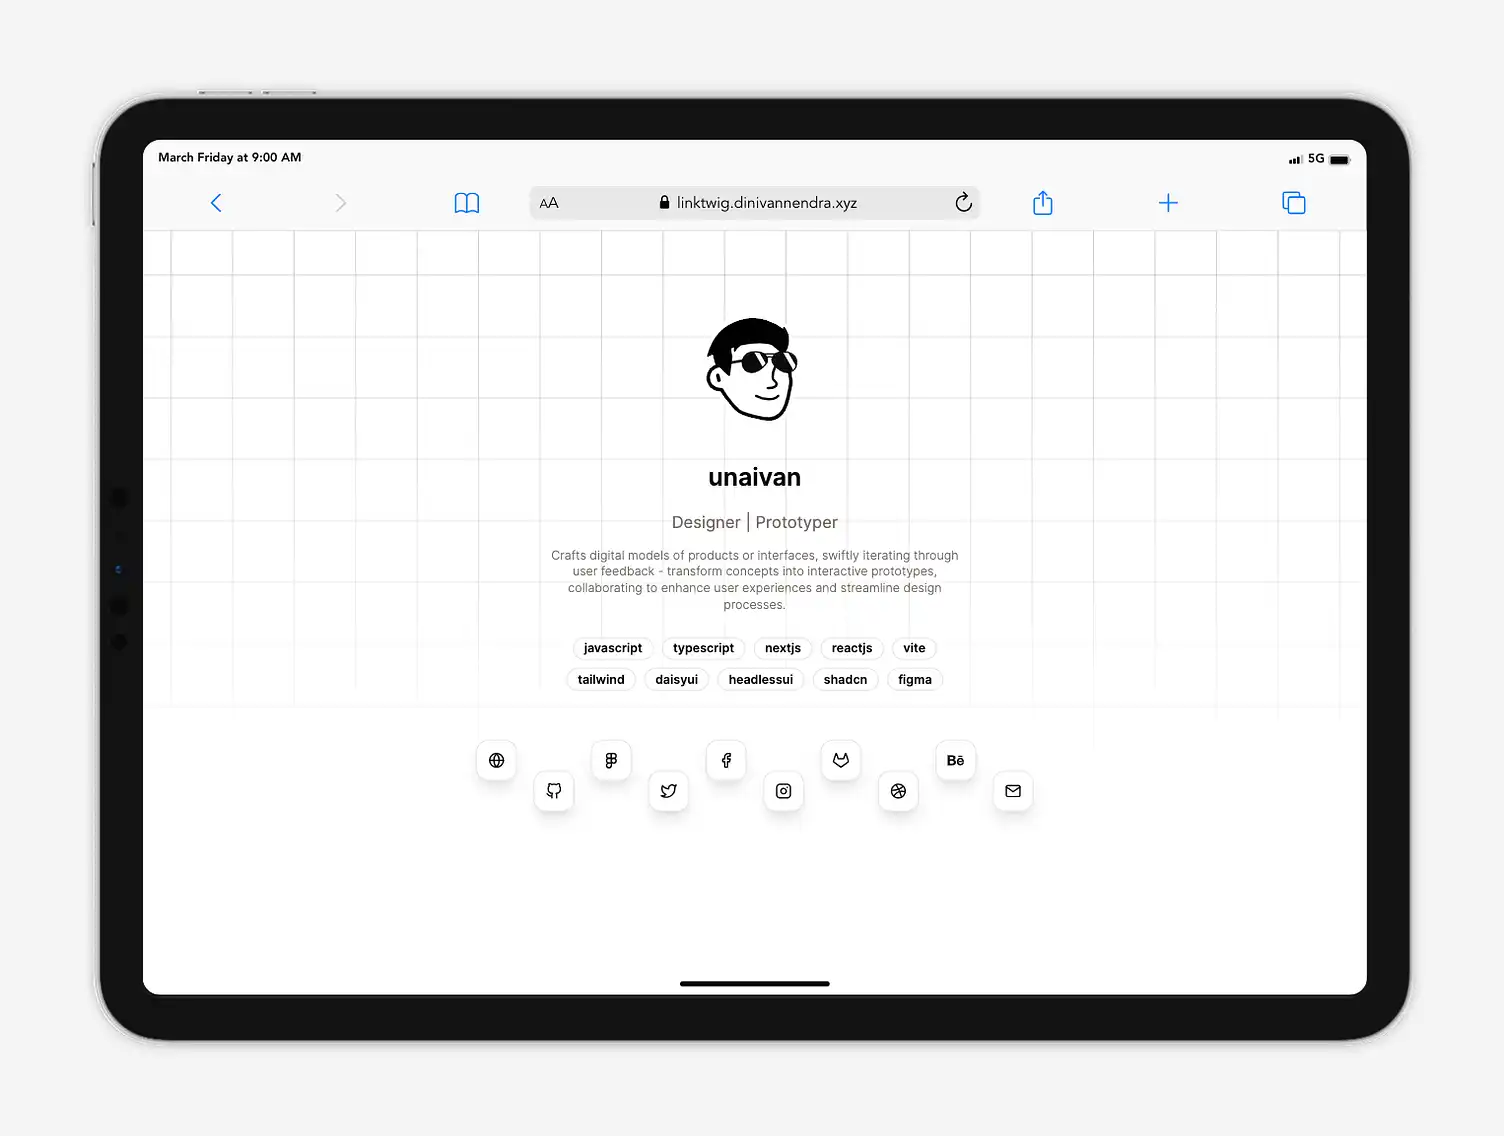 March Friday at 9:00 AM
5G
AA
linktwig.dinivannendra.xyz
unaivan
Designer | Prototyper
Crafts digital models of products or interfaces, swiftly iterating through
user feedback - transform concepts into interactive prototypes,
collaborating to enhance user experiences and streamline design
processes.
javascript typescript nextjs reactjs vite
tailwind daisyui headlessui shadcn figma
Bē